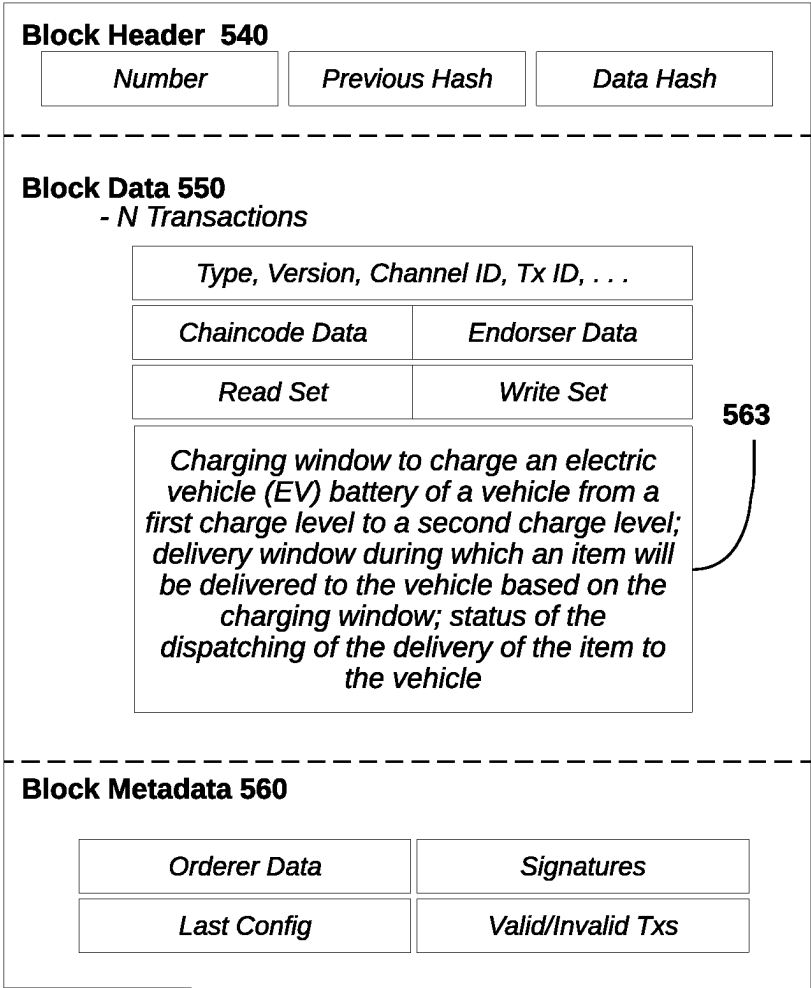 Block Header 540
Number Previous Hash Data Hash
Block Data 550
- N Transactions
Type, Version, Channel ID, Tx ID, . . .
Chaincode Data Endorser Data
Read Set Write Set
563
Charging window to charge an electric
vehicle (EV) battery of a vehicle from a
first charge level to a second charge level;
delivery window during which an item will
be delivered to the vehicle based on the
charging window; status of the
dispatching of the delivery of the item to
the vehicle
Block Metadata 560
Orderer Data Signatures
Last Config Valid/Invalid Txs